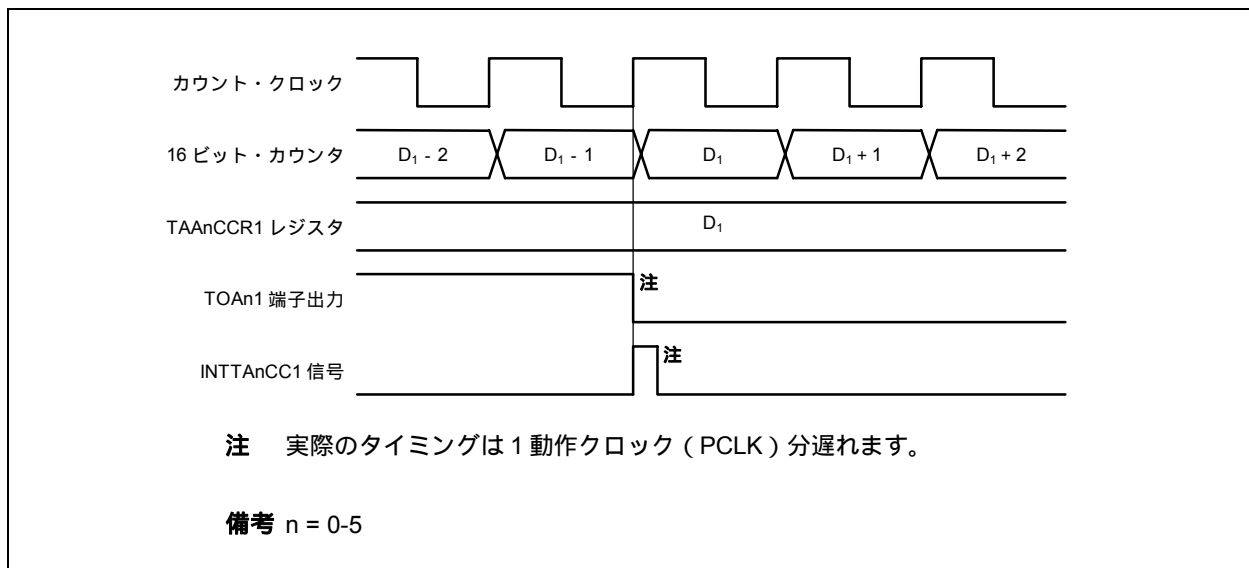 カウント・クロック
16 ビット・カウンタ
D₁ - 2
D₁ - 1
D₁
D₁ + 1
D₁ + 2
TAAnCCR1 レジスタ
D₁
TOAn1 端子出力
注
INTTAnCC1 信号
注
注 実際のタイミングは 1 動作クロック（PCLK）分遅れます。
備考 n = 0-5